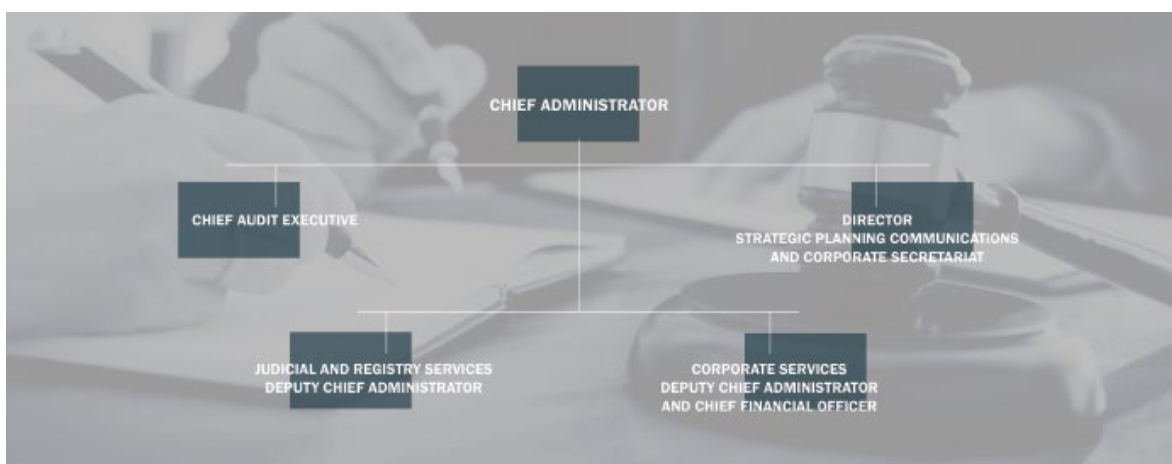 CHIEF ADMINISTRATOR
CHIEF AUDIT EXECUTIVE
DIRECTOR
STRATEGIC PLANNING COMMUNICATIONS
AND CORPORATE SECRETARIAT
JUDICIAL AND REGISTRY SERVICES
DEPUTY CHIEF ADMINISTRATOR
CORPORATE SERVICES
DEPUTY CHIEF ADMINISTRATOR
AND CHIEF FINANCIAL OFFICER